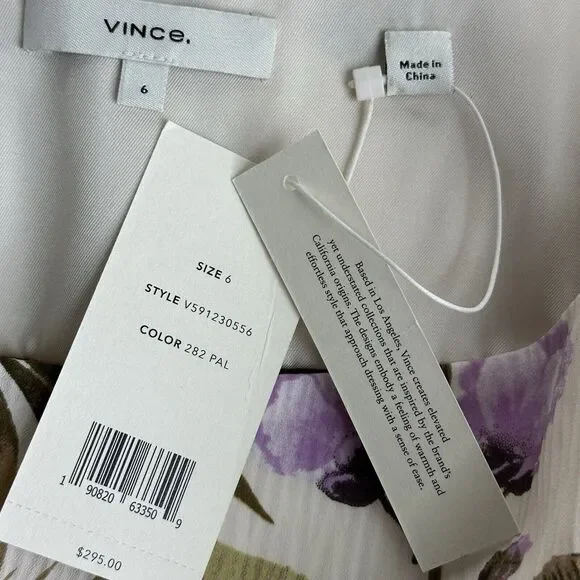 VINCE.
6
Made in
China
SIZE 6
STYLE V591230556
COLOR 282 PAL
1 90820 63350 9
$295.00
Based in Los Angeles, Vince creates elevated
yet understated collections that are inspired by the brand's
California origins. The designs embody a feeling of warmth and
effortless style that approach dressing with a sense of ease.